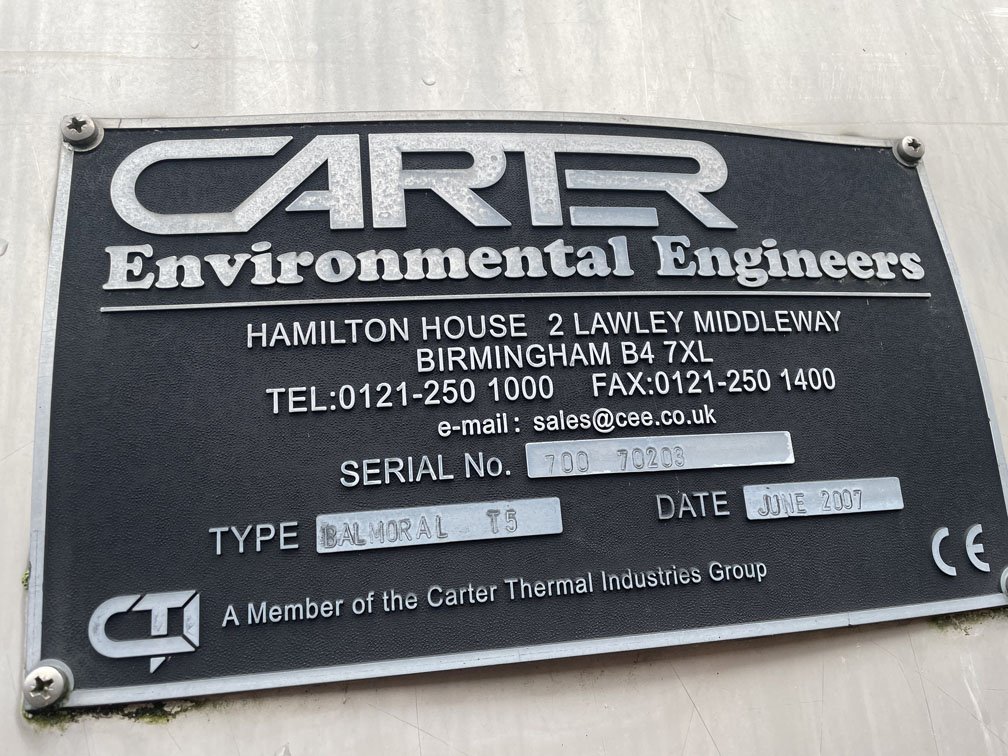 CARTER
Environmental Engineers
HAMILTON HOUSE 2 LAWLEY MIDDLEWAY
BIRMINGHAM B4 7XL
TEL:0121-250 1000 FAX:0121-250 1400
e-mail: sales@cee.co.uk
SERIAL No. 700 70203
TYPE BALMORAL T5 DATE JUNE 2007
CE
CTI A Member of the Carter Thermal Industries Group